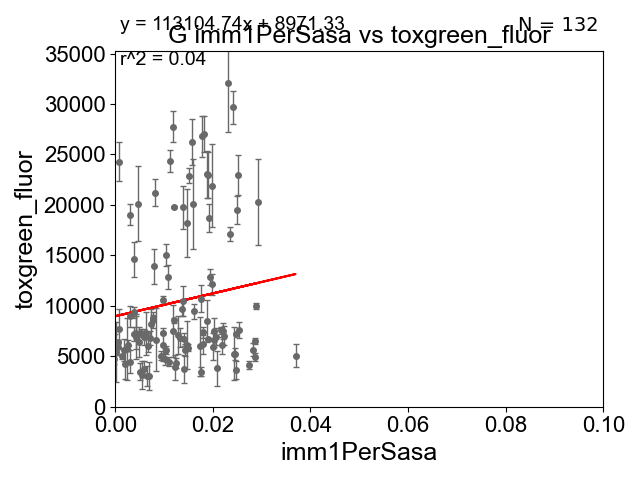 y = 113104.74x + 8971.33
N = 132
G imm1PerSasa vs toxgreen_fluor
r^2 = 0.04
35000
30000
25000
20000
15000
10000
5000
0
toxgreen_fluor
0.00 0.02 0.04 0.06 0.08 0.10
imm1PerSasa